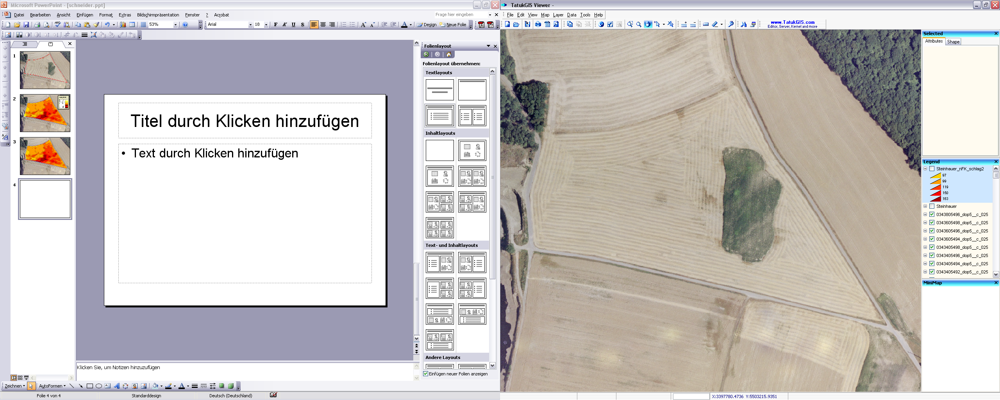 Microsoft PowerPoint - [schneider.ppt]
Datei Bearbeiten Ansicht Einfügen Format Extras Bildschirmpräsentation Fenster ? Acrobat
Frage hier eingeben
53%
Arial
18
F K U S
Design
Neue Folie
1
2
3
4
Titel durch Klicken hinzufügen
• Text durch Klicken hinzufügen
Klicken Sie, um Notizen hinzuzufügen
Folienlayout
Folienlayout übernehmen:
Textlayouts
Inhaltlayouts
Text- und Inhaltlayouts
Andere Layouts
Einfügen neuer Folien anzeigen
Zeichnen
AutoFormen
Folie 4 von 4
Standarddesign
Deutsch (Deutschland)
TatukGIS Viewer -
File Edit View Map Layer Data Tools Help
www.TatukGIS.com
Editor, Server, Kernel and more
Selected
Attributes
Shape
Legend
Steinhauer_nFK_schlag2
97
99
119
150
163
Steinhauer
0343805496_dop5__c_025
0343605498_dop5__c_025
0343605496_dop5__c_025
0343605494_dop5__c_025
0343405498_dop5__c_025
0343405496_dop5__c_025
0343405494_dop5__c_025
0343405492_dop5__c_025
MiniMap
X:3397780.4736 Y:5503215.9351